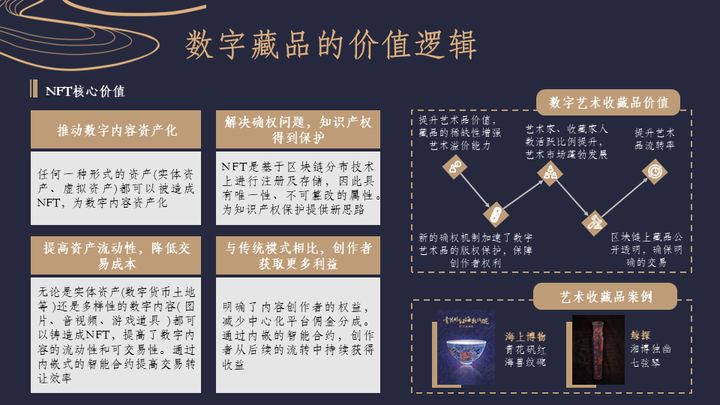 数字藏品的价值逻辑
NFT核心价值
推动数字内容资产化
任何一种形式的资产(实体资
产、虚拟资产)都可以被造成
NFT，为数字内容资产化
解决确权问题，知识产权
得到保护
NFT是基于区块链分布技术
上进行注册及存储，因此具
有唯一性、不可篡改的属性。
为知识产权保护提供新思路
提高资产流动性，降低交
易成本
无论是实体资产(数字货币土地
等)还是多样性的数字内容(图
片、音视频、游戏道具)都可
以铸造成NFT，提高了数字内
容的流动性和可交易性。通过
内嵌式的智能合约提高交易转
让效率
与传统模式相比，创作者
获取更多利益
明确了内容创作者的权益，
减少中心化平台佣金分成。
通过内嵌的智能合约，创作
者从后续的流转中持续获得
收益
数字艺术收藏品价值
提升艺术品价值，
藏品的稀缺性增强
艺术溢价能力
艺术家、收藏家人
数活跃比例提升，
艺术市场蓬勃发展
提升艺术
品流转率
新的确权机制加速了数字
艺术品的版权保护，保障
创作者权利
区块链上藏品公
开透明，确保明
确的交易
艺术收藏品案例
海上博物
青花矾红
海兽纹碗
鲸探
湘博独幽
七弦琴